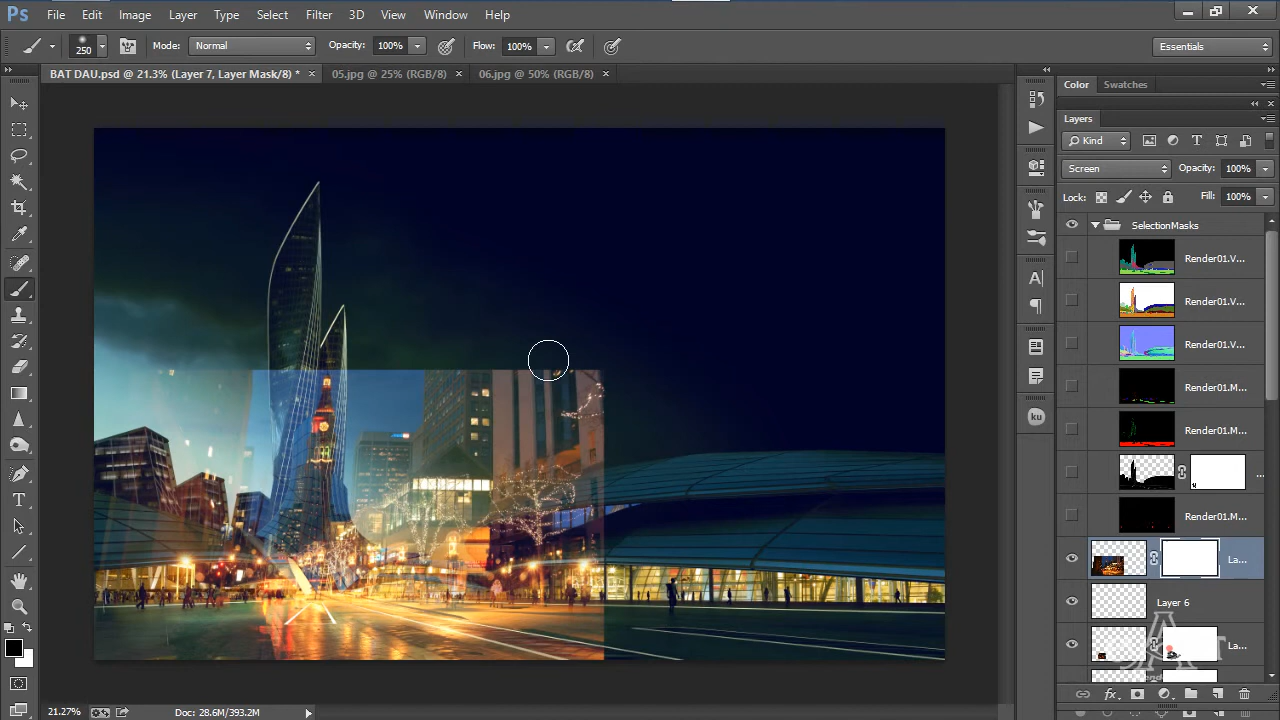 Ps File Edit Image Layer Type Select Filter 3D View Window Help
250 Mode: Normal Opacity: 100% Flow: 100% Essentials
BAT DAU.psd @ 21.3% (Layer 7, Layer Mask/8) * × 05.jpg @ 25% (RGB/8) × 06.jpg @ 50% (RGB/8) ×
Color Swatches
Layers
Kind
Screen Opacity: 100%
Lock: Fill: 100%
SelectionMasks
Render01.V...
Render01.V...
Render01.V...
Render01.M...
Render01.M...
...
Render01.M...
La...
Layer 6
La...
ku
21.27% Doc: 28.6M/393.2M